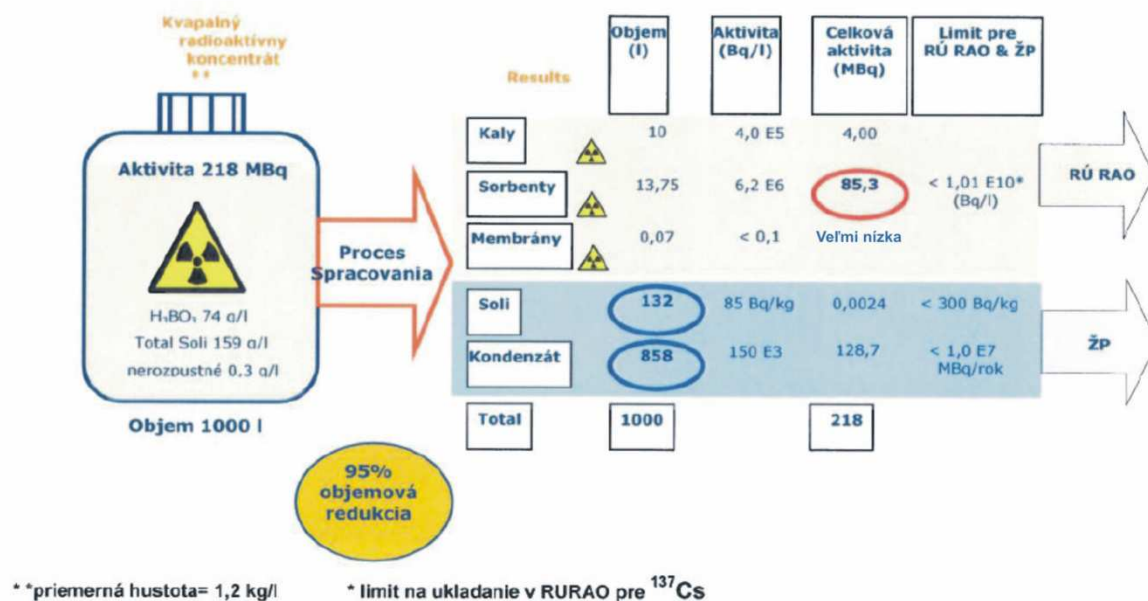 Kvapalný
radioaktívny
koncentrát
**
Aktivita 218 MBq
H₃BO₃ 74 g/l
Total Soli 159 g/l
nerozpustné 0,3 g/l
Objem 1000 l
Proces
Spracovania
95%
objemová
redukcia
Results
Objem (l)
Aktivita (Bq/l)
Celková aktivita (MBq)
Limit pre RÚ RAO & ŽP
Kaly 10 4,0 E5 4,00
Sorbenty 13,75 6,2 E6 85,3 < 1,01 E10* (Bq/l)
Membrány 0,07 < 0,1 Veľmi nízka
RÚ RAO
Soli 132 85 Bq/kg 0,0024 < 300 Bq/kg
Kondenzát 858 150 E3 128,7 < 1,0 E7 MBq/rok
ŽP
Total 1000 218
* *priemerná hustota= 1,2 kg/l * limit na ukladanie v RURAO pre ¹³⁷Cs